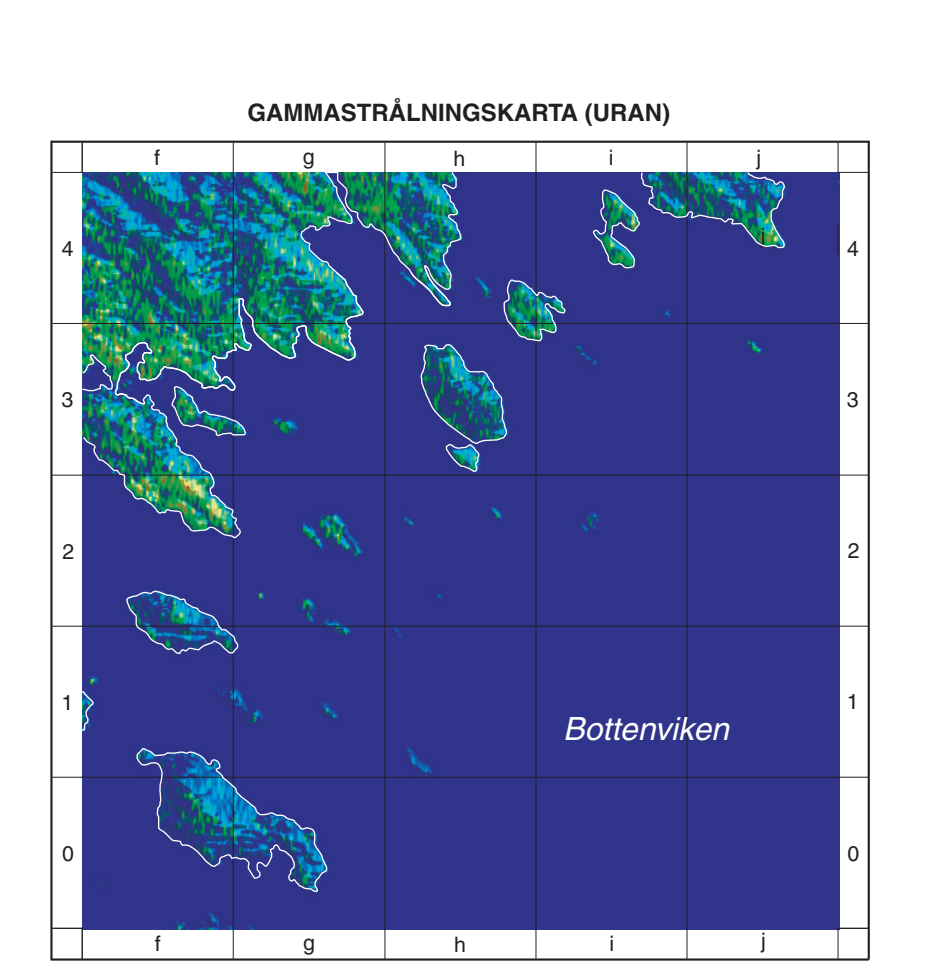 GAMMASTRÅLNINGSKARTA (URAN)
f g h i j
4 4
3 3
2 2
1 1
Bottenviken
0 0
f g h i j